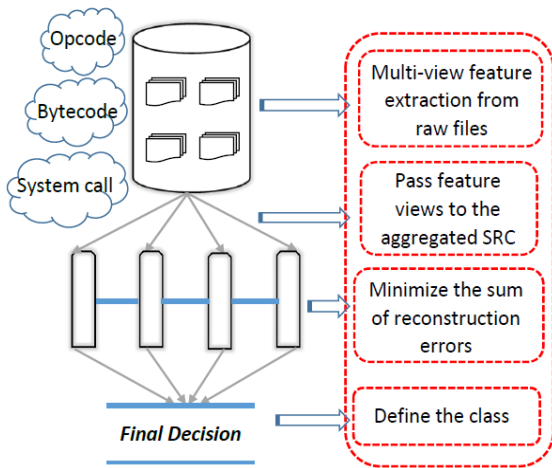 Opcode
Bytecode
System call
Multi-view feature
extraction from
raw files
Pass feature
views to the
aggregated SRC
Minimize the sum
of reconstruction
errors
Define the class
Final Decision